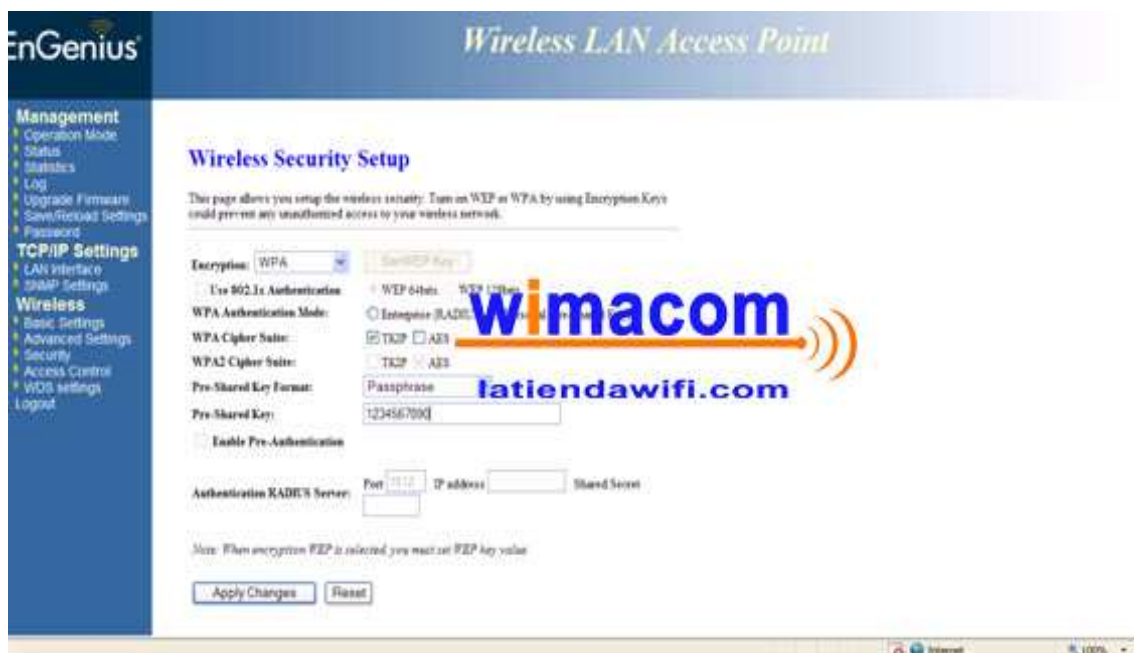 EnGenius
Wireless LAN Access Point
Management
Operation Mode
Status
Statistics
Log
Upgrade Firmware
Save/Reload Settings
Password
TCP/IP Settings
LAN Interface
SNMP Settings
Wireless
Basic Settings
Advanced Settings
Security
Access Control
WDS settings
Logout
Wireless Security Setup
This page allows you setup the wireless security. Turn on WEP or WPA by using Encryption Keys
could prevent any unauthorized access to your wireless network.
Encryption: WPA Set WEP Key
Use 802.1x Authentication WEP 64bits WEP 128bits
WPA Authentication Mode: Enterprise
WPA Cipher Suite: TKIP AES
WPA2 Cipher Suite: TKIP AES
Pre-Shared Key Format: Passphrase
Pre-Shared Key: 1234567890
Enable Pre-Authentication
Authentication RADIUS Server: Port 1812 IP address Shared Secret
Note: When encryption WEP is selected, you must set WEP key value.
Apply Changes Reset
wimacom
latiendawifi.com
Internet 100%